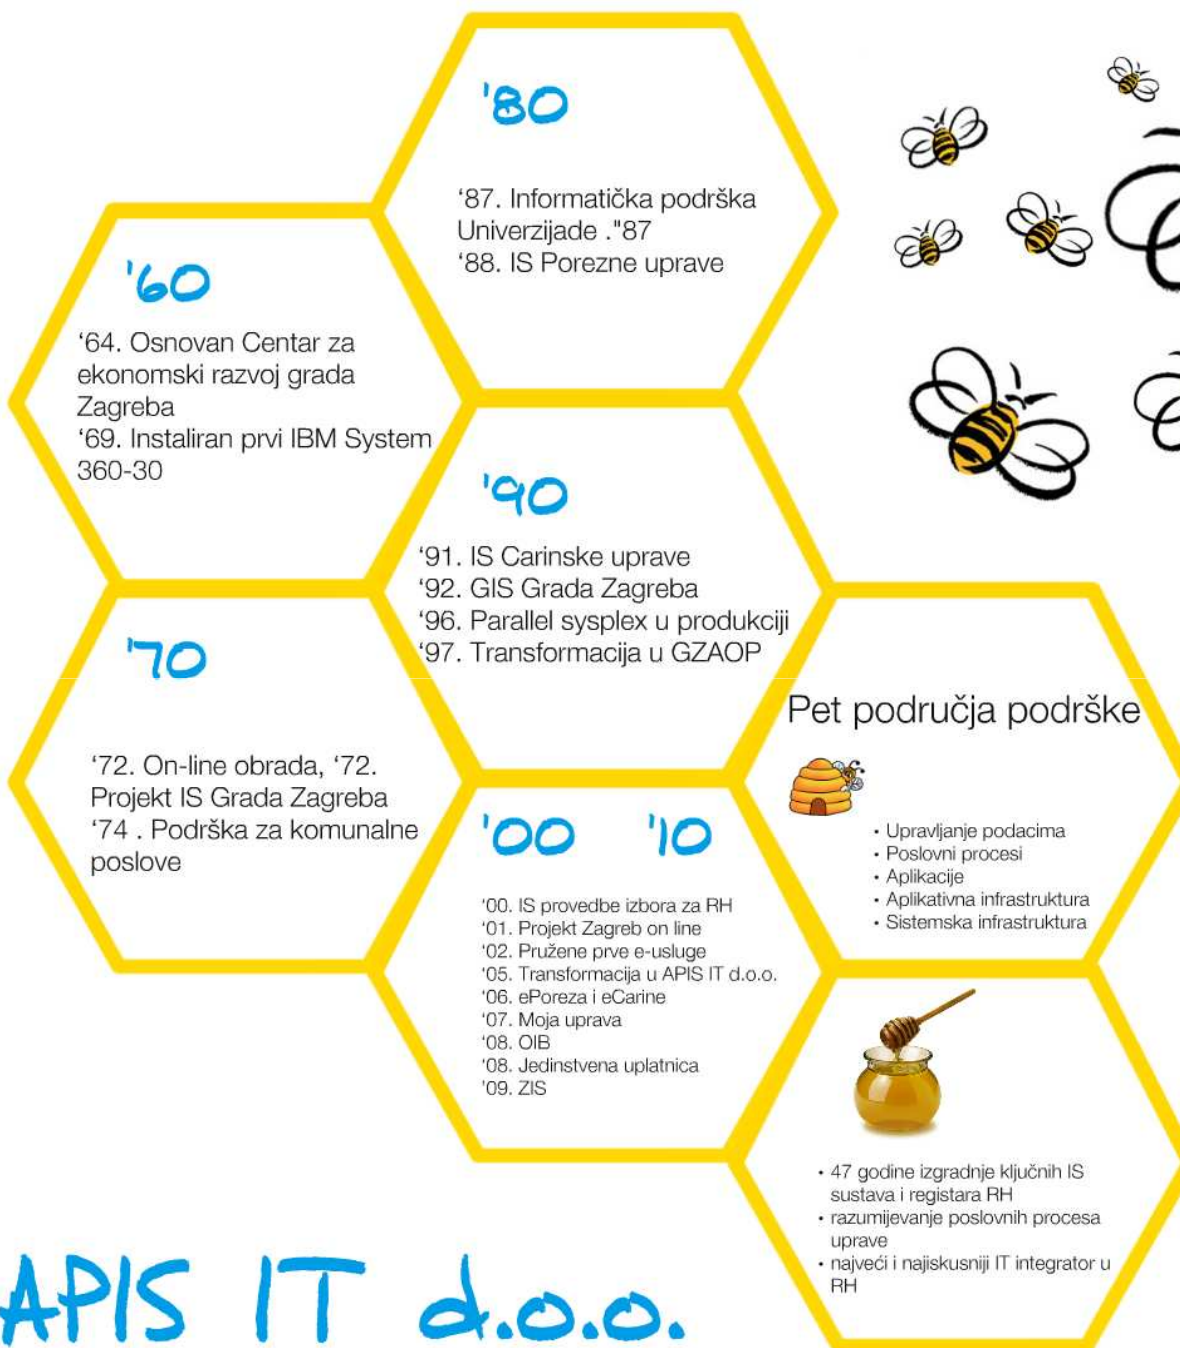 '80
'87. Informatička podrška
Univerzijade ."87
'88. IS Porezne uprave
'60
'64. Osnovan Centar za
ekonomski razvoj grada
Zagreba
'69. Instaliran prvi IBM System
360-30
'90
'91. IS Carinske uprave
'92. GIS Grada Zagreba
'96. Parallel sysplex u produkciji
'97. Transformacija u GZAOP
'70
'72. On-line obrada, '72.
Projekt IS Grada Zagreba
'74 . Podrška za komunalne
poslove
Pet područja podrške
• Upravljanje podacima
• Poslovni procesi
• Aplikacije
• Aplikativna infrastruktura
• Sistemska infrastruktura
'00 '10
'00. IS provedbe izbora za RH
'01. Projekt Zagreb on line
'02. Pružene prve e-usluge
'05. Transformacija u APIS IT d.o.o.
'06. ePoreza i eCarine
'07. Moja uprava
'08. OIB
'08. Jedinstvena uplatnica
'09. ZIS
• 47 godine izgradnje ključnih IS
sustava i registara RH
• razumijevanje poslovnih procesa
uprave
• najveći i najiskusniji IT integrator u
RH
APIS IT d.o.o.